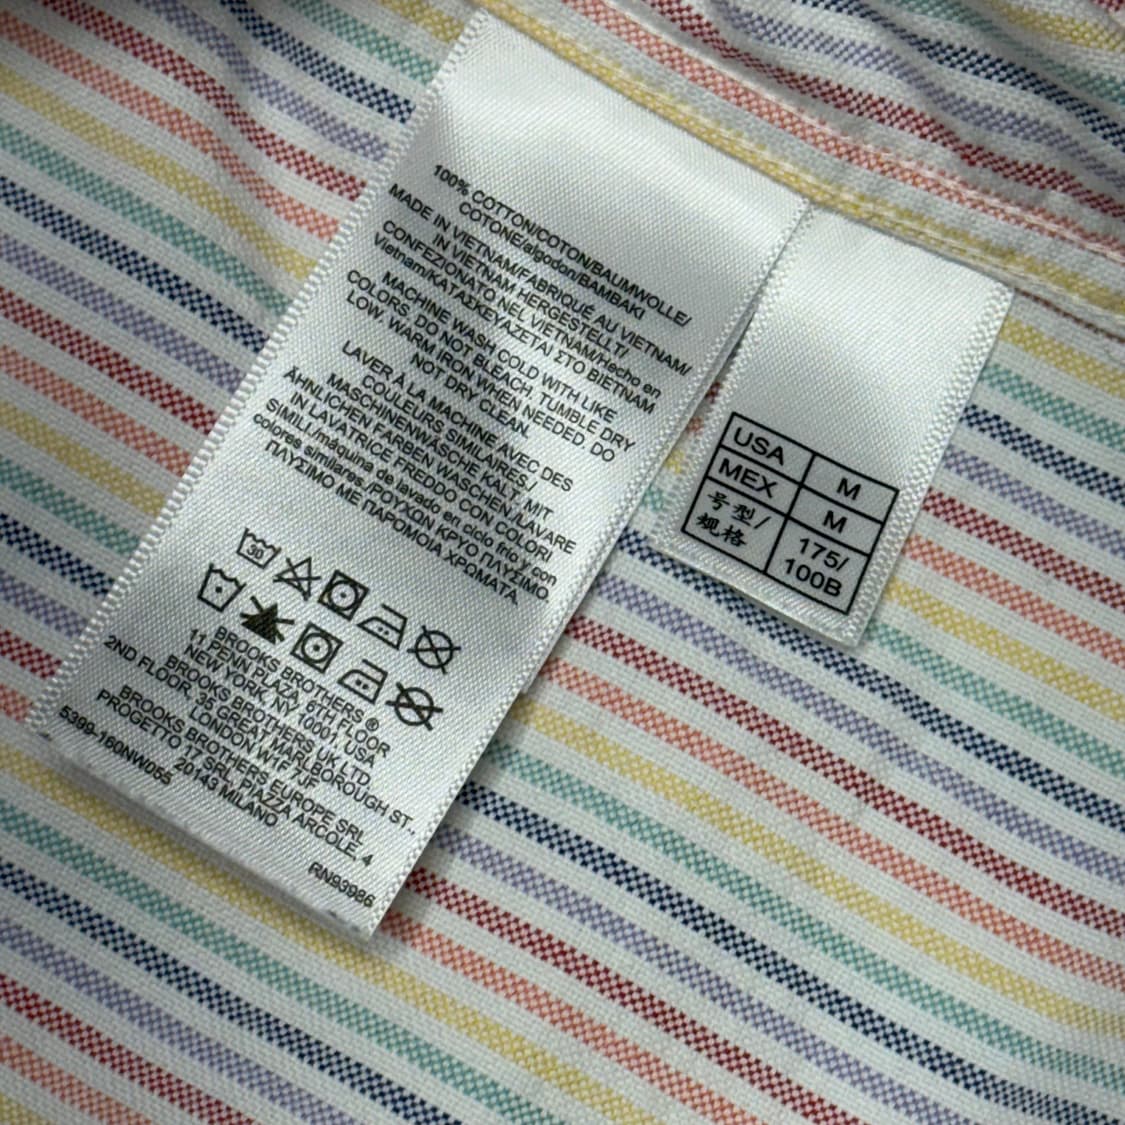 100% COTTON/COTON/BAUMWOLLE/
COTONE/algodon/ΒΑΜΒΑΚΙ
MADE IN VIETNAM/FABRIQUÉ AU VIETNAM/
IN VIETNAM HERGESTELLT/
CONFEZIONATO NEL VIETNAM/Hecho en
Vietnam/ΚΑΤΑΣΚΕΥΑΖΕΤΑΙ ΣΤΟ ΒΙΕΤΝΑΜ
MACHINE WASH COLD WITH LIKE
COLORS. DO NOT BLEACH. TUMBLE DRY
LOW. WARM IRON WHEN NEEDED. DO
NOT DRY CLEAN.
LAVER À LA MACHINE AVEC DES
COULEURS SIMILAIRES/
MASCHINENWÄSCHE KALT, MIT
ÄHNLICHEN FARBEN WASCHEN/LAVARE
IN LAVATRICE FREDDO CON COLORI
SIMILI/máquina de lavado en ciclo frío y con
colores similares./ΡΟΥΧΩΝ ΚΡΥΟ ΠΛΥΣΙΜΟ
ΠΛΥΣΙΜΟ ΜΕ ΠΑΡΟΜΟΙΑ ΧΡΩΜΑΤΑ.
30
BROOKS BROTHERS ®
11 PENN PLAZA, 8TH FLOOR
NEW YORK, NY 10001, USA
BROOKS BROTHERS UK LTD.
2ND FLOOR, 35 GREAT MARLBOROUGH ST.,
LONDON W1F 7JF
BROOKS BROTHERS EUROPE SRL
PROGETTO 17 SRL, PIAZZA ARCOLE, 4
20143 MILANO
5399-160NW055
RN93986
USA M
MEX M
号型/ 175/
规格 100B